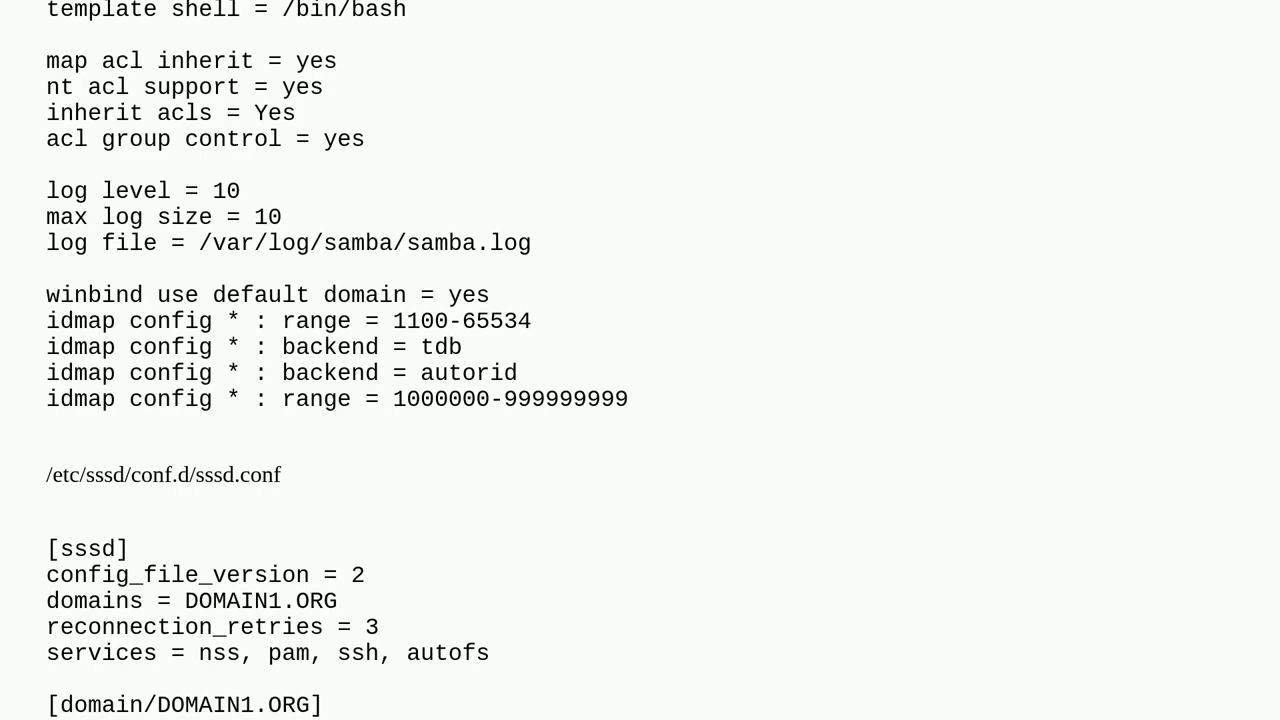 template shell = /bin/bash
map acl inherit = yes
nt acl support = yes
inherit acls = Yes
acl group control = yes
log level = 10
max log size = 10
log file = /var/log/samba/samba.log
winbind use default domain = yes
idmap config * : range = 1100-65534
idmap config * : backend = tdb
idmap config * : backend = autorid
idmap config * : range = 1000000-999999999
/etc/sssd/conf.d/sssd.conf
[sssd]
config_file_version = 2
domains = DOMAIN1.ORG
reconnection_retries = 3
services = nss, pam, ssh, autofs
[domain/DOMAIN1.ORG]